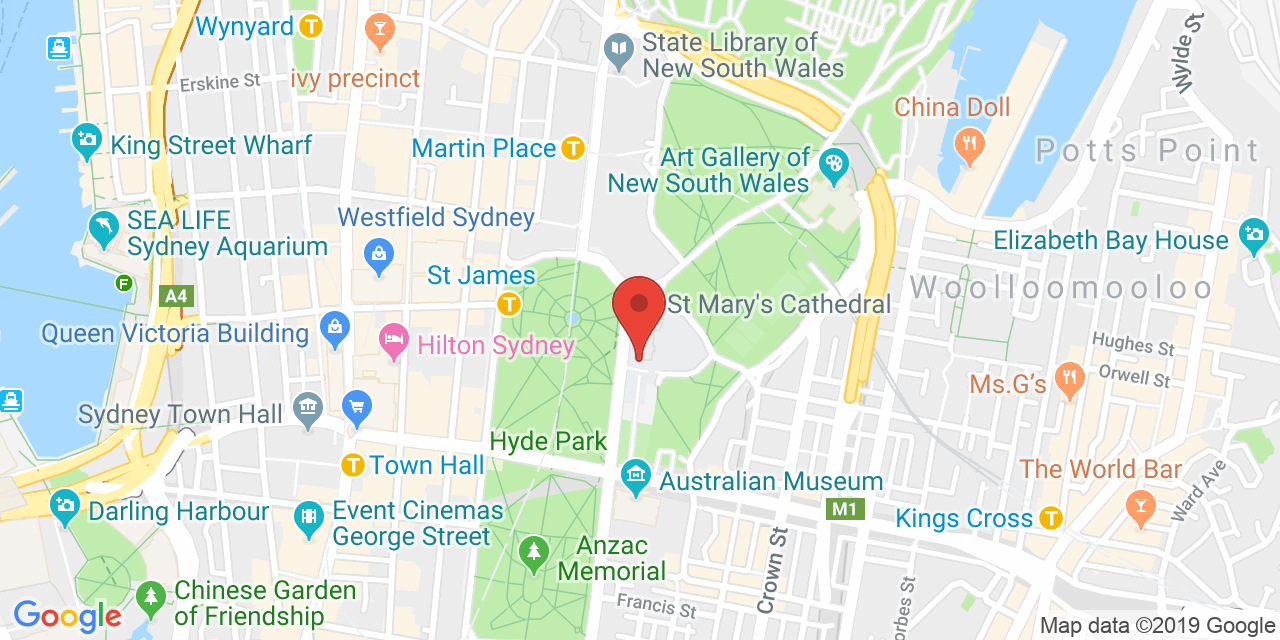 Wynyard
T
Erskine St
ivy precinct
State Library of
New South Wales
Wylde St
China Doll
King Street Wharf
Martin Place
T
Art Gallery of
New South Wales
Potts Point
SEA LIFE
Sydney Aquarium
Westfield Sydney
Elizabeth Bay House
F
A4
St James
T
Woolloomooloo
St Mary's Cathedral
Queen Victoria Building
Hilton Sydney
Hughes St
Orwell St
Ms.G's
Sydney Town Hall
Hyde Park
T
Town Hall
The World Bar
Ward Ave
Australian Museum
Darling Harbour
Event Cinemas
George Street
M1
Kings Cross
T
Anzac
Memorial
Crown St
Chinese Garden
of Friendship
Francis St
orbes St
Google
Map data ©2019 Google